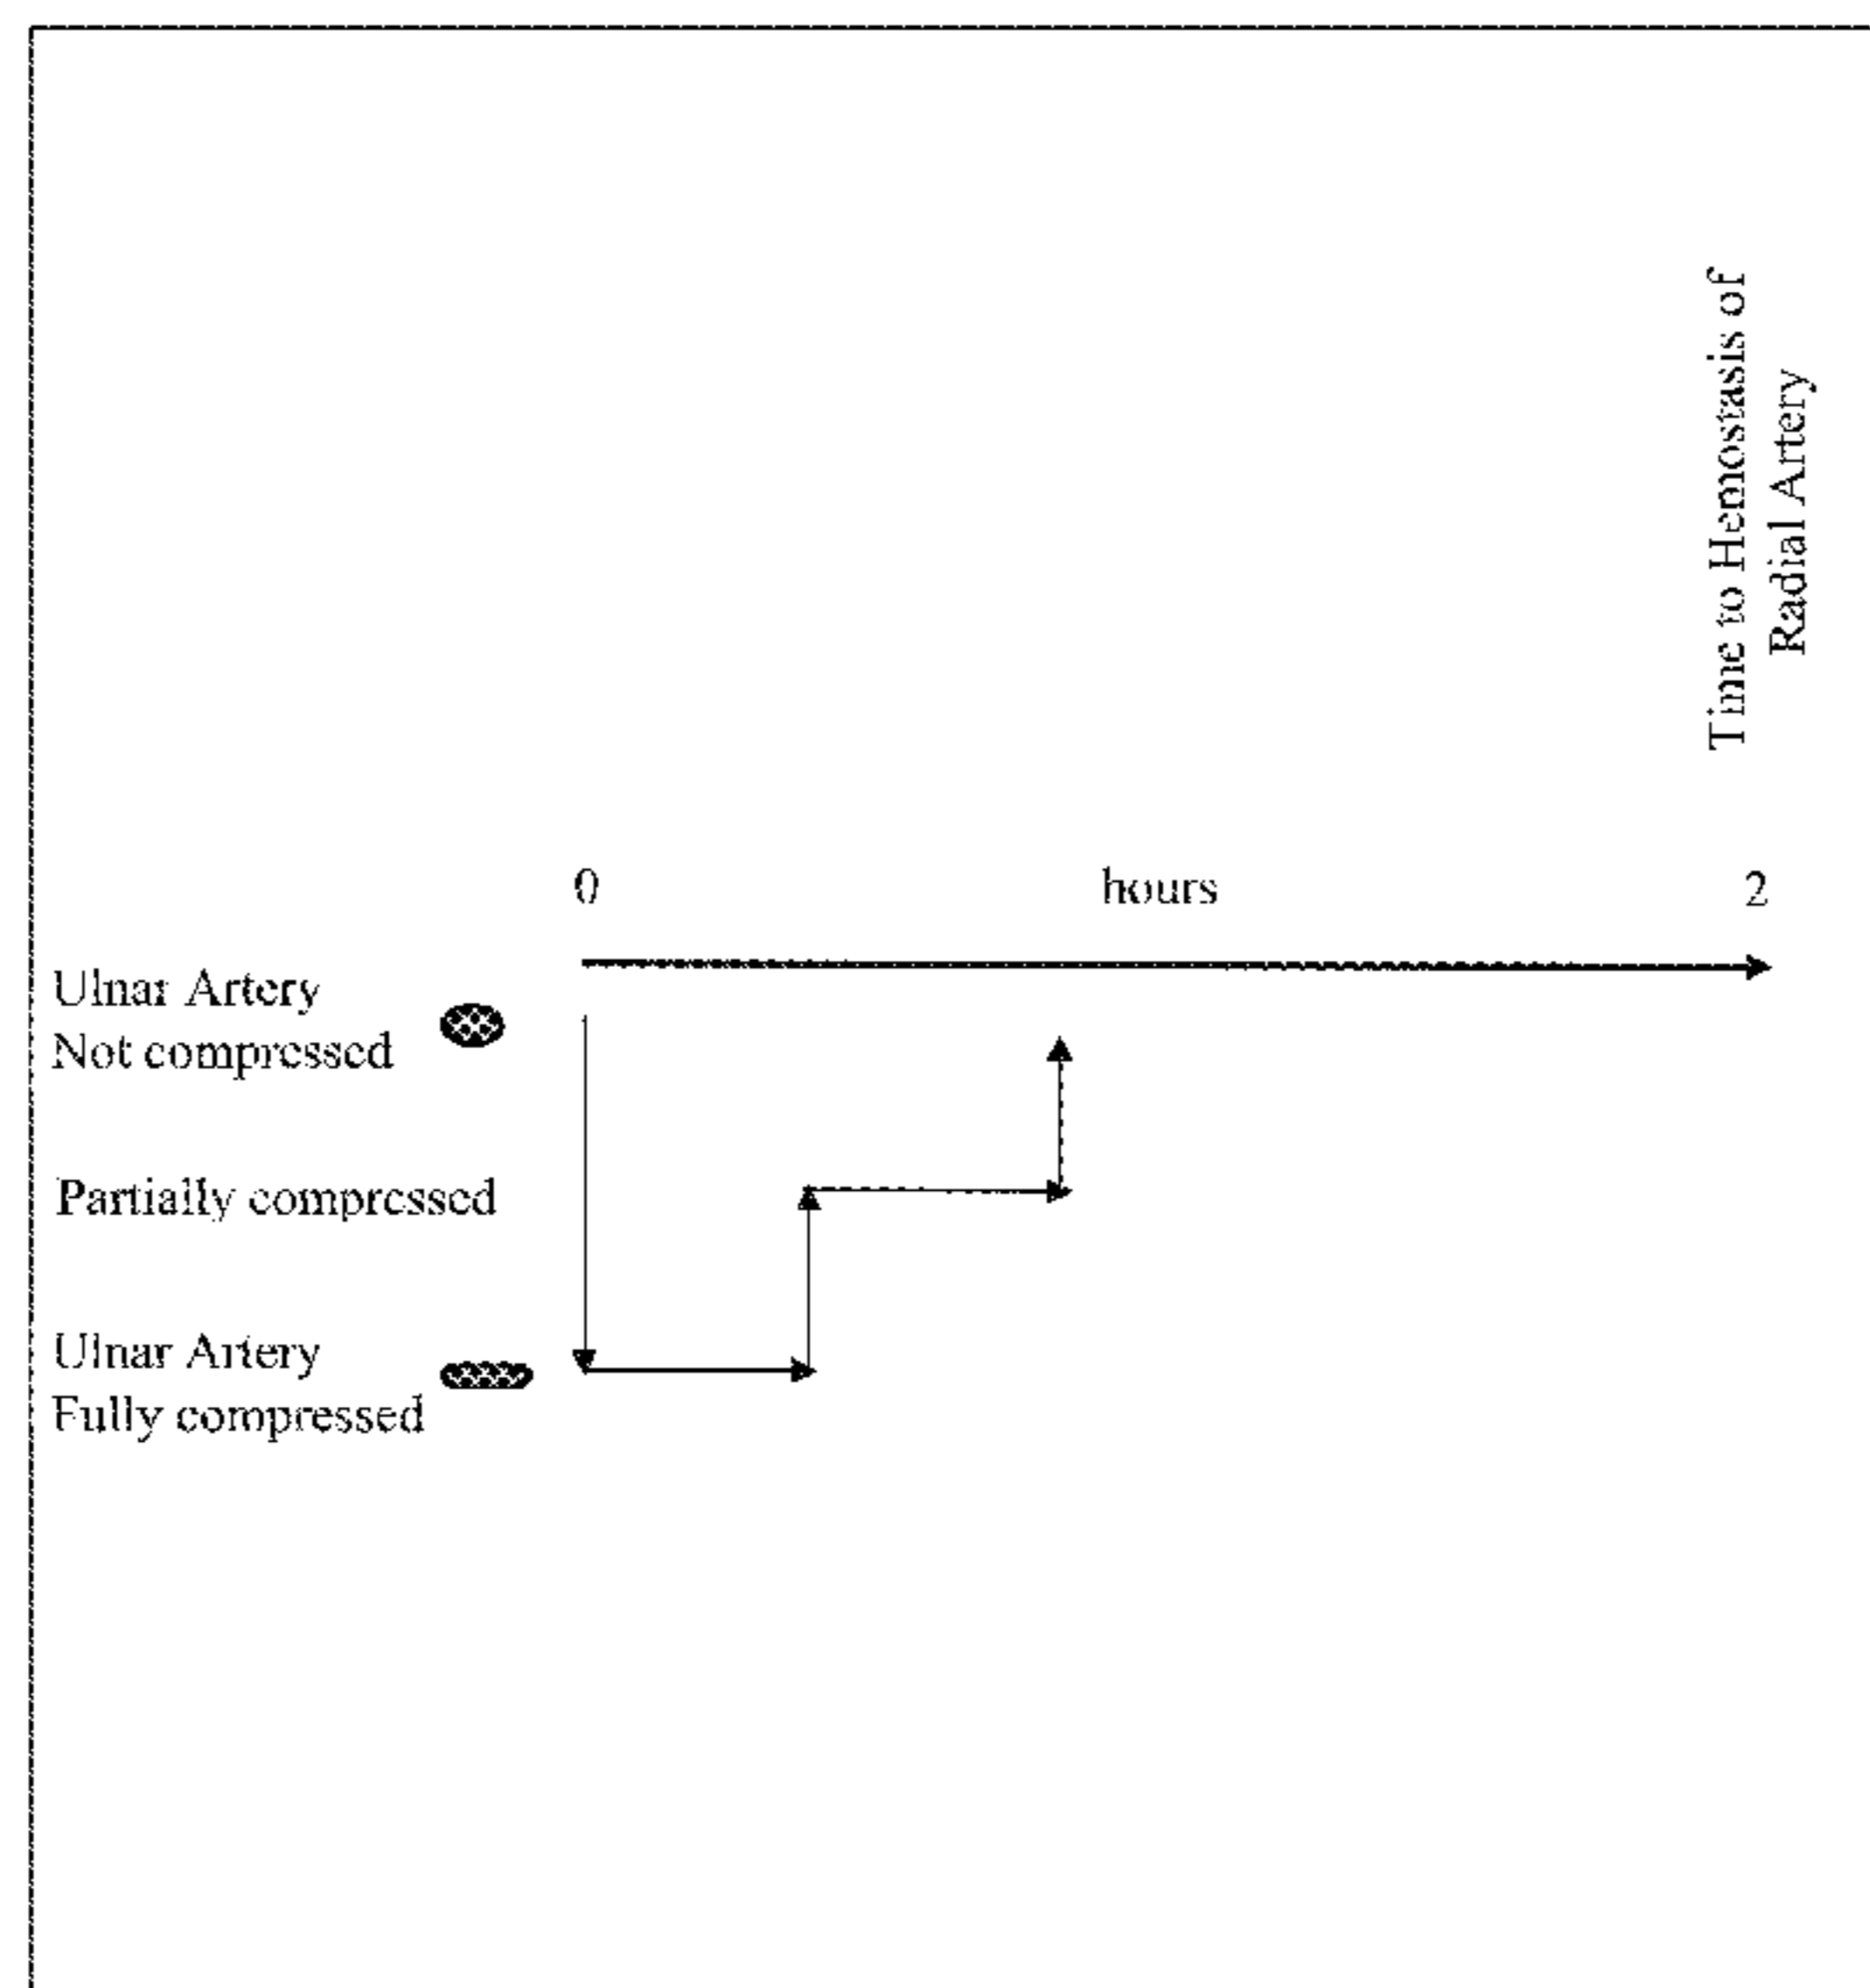 Time to Hemostasis of
Radial Artery
0 hours 2
Ulnar Artery
Not compressed
Partially compressed
Ulnar Artery
Fully compressed